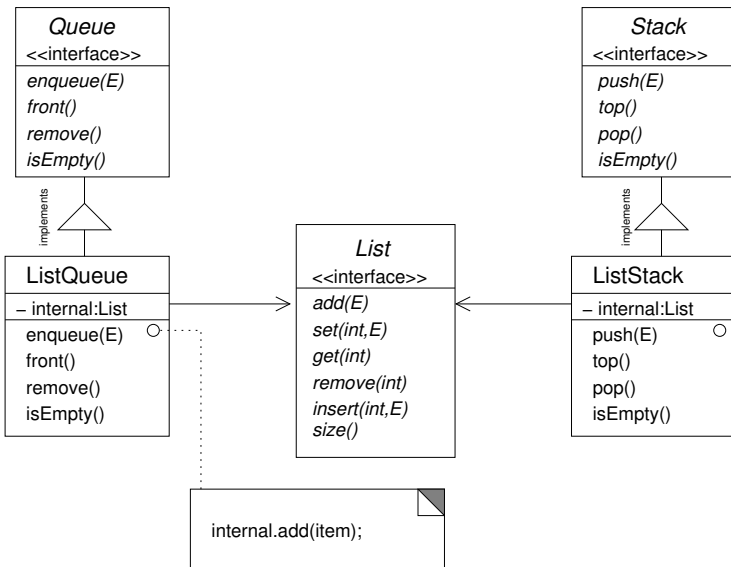 Queue
<<interface>>
enqueue(E)
front()
remove()
isEmpty()
implements
ListQueue
– internal:List
enqueue(E)
front()
remove()
isEmpty()
List
<<interface>>
add(E)
set(int,E)
get(int)
remove(int)
insert(int,E)
size()
Stack
<<interface>>
push(E)
top()
pop()
isEmpty()
implements
ListStack
– internal:List
push(E)
top()
pop()
isEmpty()
internal.add(item);